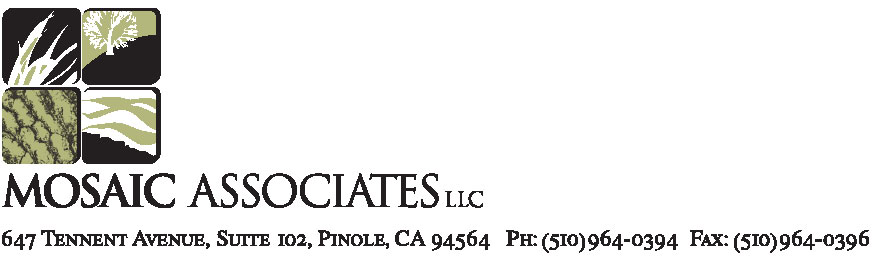 MOSAIC ASSOCIATES LLC
647 TENNENT AVENUE, SUITE 102, PINOLE, CA 94564 PH: (510)964-0394 FAX: (510)964-0396